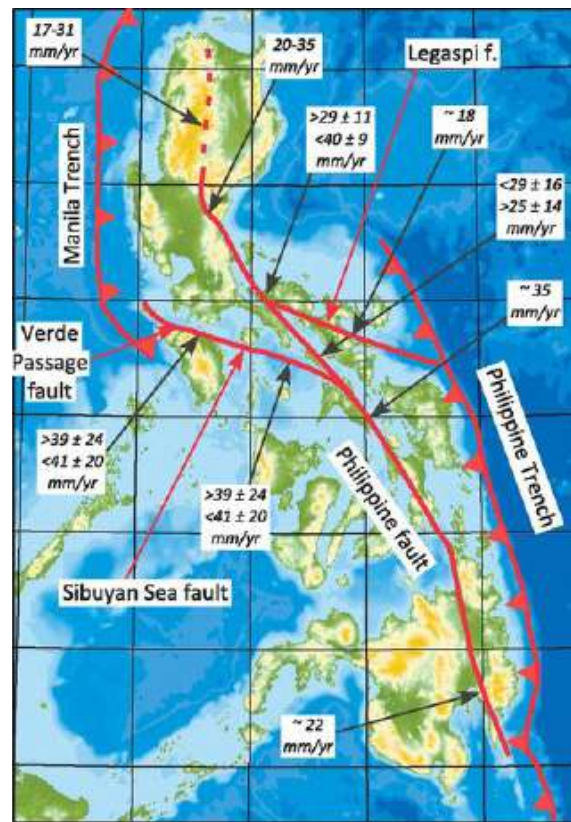 17-31
mm/yr
20-35
mm/yr
Legaspi f.
>29 ± 11
<40 ± 9
mm/yr
~ 18
mm/yr
<29 ± 16
>25 ± 14
mm/yr
Manila Trench
~ 35
mm/yr
Verde
Passage
fault
>39 ± 24
<41 ± 20
mm/yr
>39 ± 24
<41 ± 20
mm/yr
Philippine fault
Philippine Trench
Sibuyan Sea fault
~ 22
mm/yr